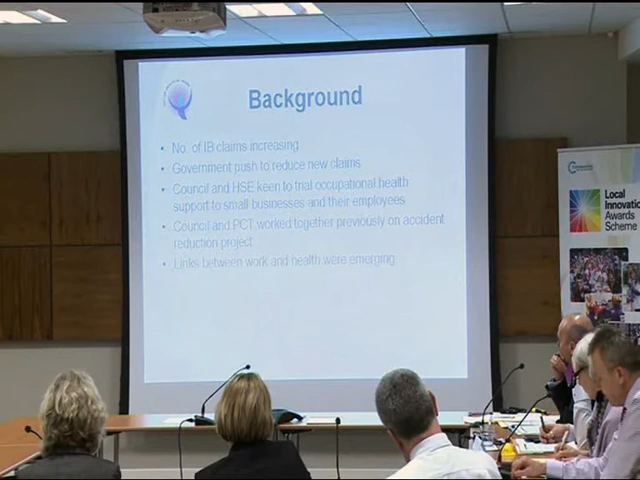 Background
• No. of IB claims increasing
• Government push to reduce new claims
• Council and HSE keen to trial occupational health
support to small businesses and their employees
• Council and PCT worked together previously on accident
reduction project
• Links between work and health were emerging
Local
Innovatio
Awards
Scheme